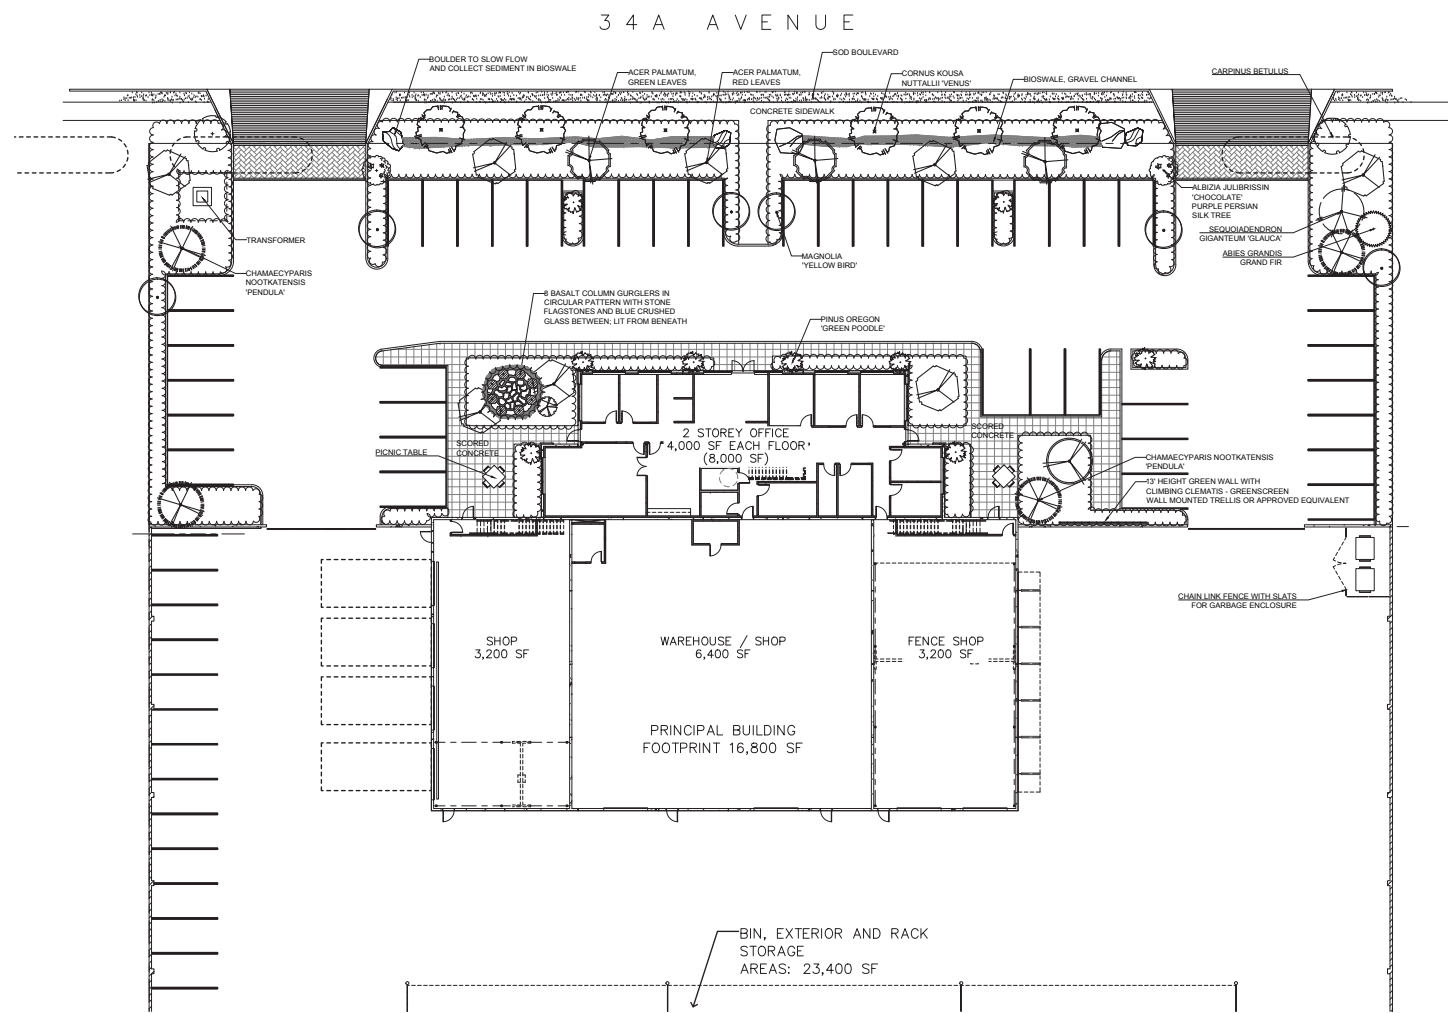 34A AVENUE
BOULDER TO SLOW FLOW
AND COLLECT SEDIMENT IN BIOSWALE
ACER PALMATUM,
GREEN LEAVES
ACER PALMATUM,
RED LEAVES
SOD BOULEVARD
CORNUS KOUSA
NUTTALLII 'VENUS'
BIOSWALE, GRAVEL CHANNEL
CARPINUS BETULUS
CONCRETE SIDEWALK
ALBIZIA JULIBRISSIN
'CHOCOLATE'
PURPLE PERSIAN
SILK TREE
SEQUOIADENDRON
GIGANTEUM 'GLAUCA'
ABIES GRANDIS
GRAND FIR
TRANSFORMER
MAGNOLIA
'YELLOW BIRD'
CHAMAECYPARIS
NOOTKATENSIS
'PENDULA'
8 BASALT COLUMN GURGLERS IN
CIRCULAR PATTERN WITH STONE
FLAGSTONES AND BLUE CRUSHED
GLASS BETWEEN; LIT FROM BENEATH
PINUS OREGON
'GREEN POODLE'
SCORED
CONCRETE
PICNIC TABLE
2 STOREY OFFICE
4,000 SF EACH FLOOR
(8,000 SF)
SCORED
CONCRETE
CHAMAECYPARIS NOOTKATENSIS
'PENDULA'
13' HEIGHT GREEN WALL WITH
CLIMBING CLEMATIS - GREENSCREEN
WALL MOUNTED TRELLIS OR APPROVED EQUIVALENT
CHAIN LINK FENCE WITH SLATS
FOR GARBAGE ENCLOSURE
SHOP
3,200 SF
WAREHOUSE / SHOP
6,400 SF
FENCE SHOP
3,200 SF
PRINCIPAL BUILDING
FOOTPRINT 16,800 SF
BIN, EXTERIOR AND RACK
STORAGE
AREAS: 23,400 SF